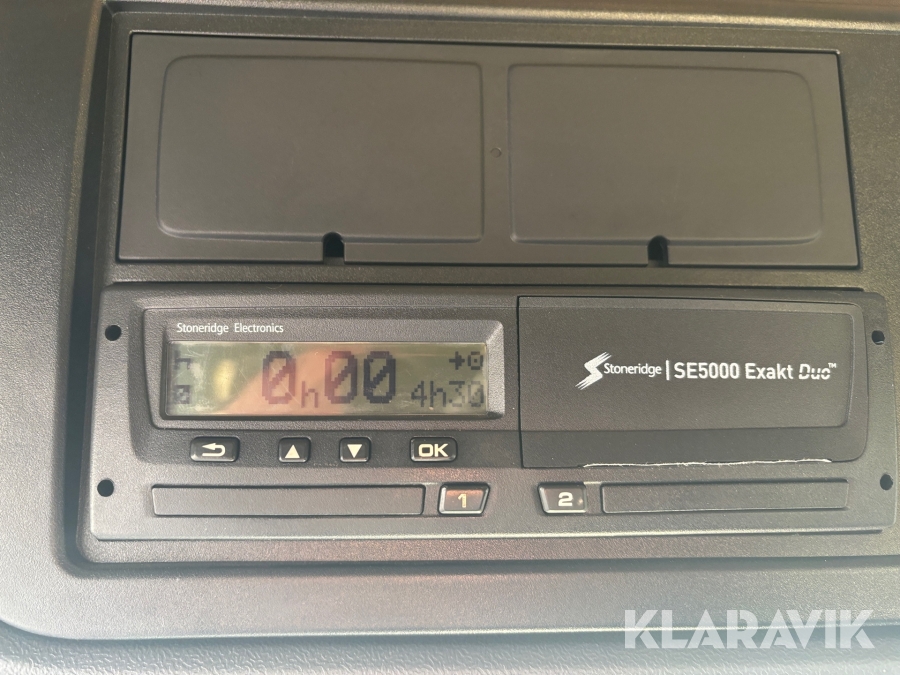 Stoneridge Electronics
h 0h00
4h30
Stoneridge | SE5000 Exakt Duo™
OK
1 2
KLARAVIK